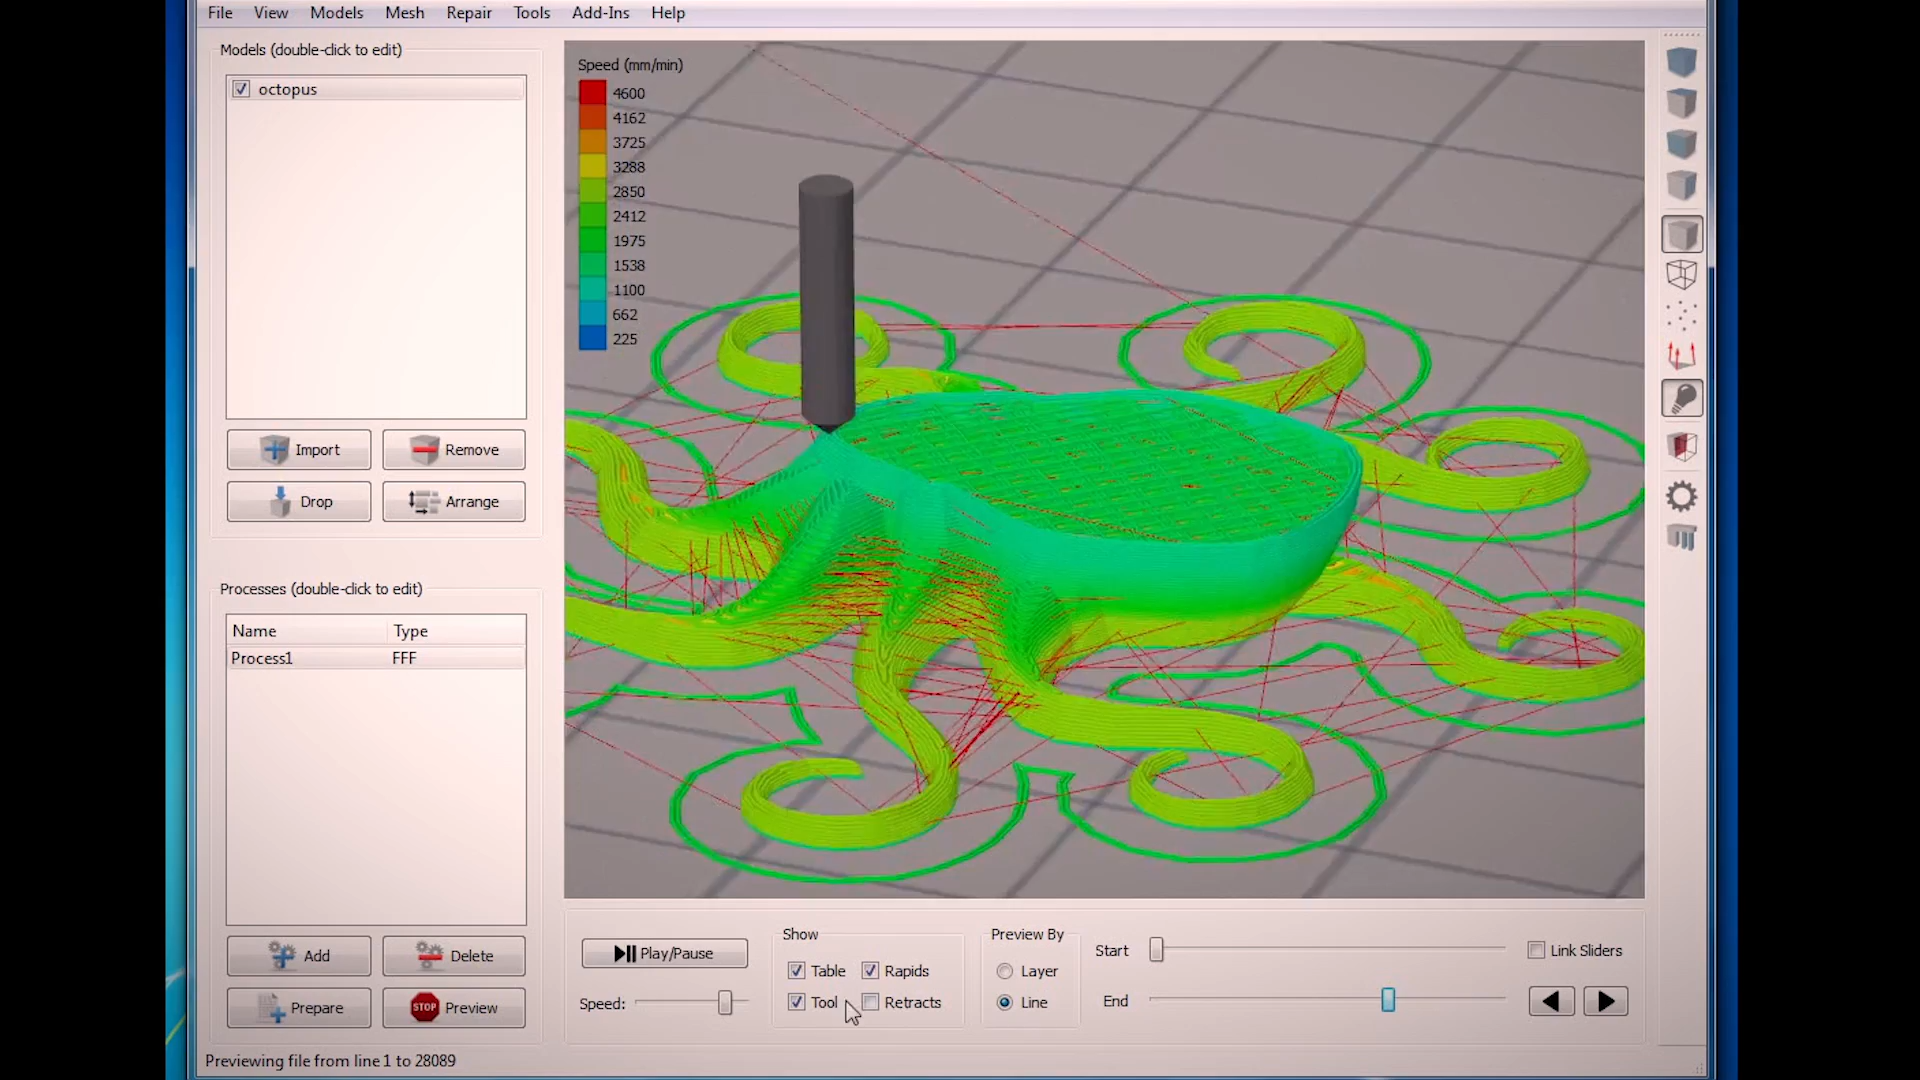 File View Models Mesh Repair Tools Add-Ins Help
Models (double-click to edit)
octopus
Import Remove
Drop Arrange
Processes (double-click to edit)
Name Type
Process1 FFF
Add Delete
Prepare STOP Preview
Speed (mm/min)
4600
4162
3725
3288
2850
2412
1975
1538
1100
662
225
Play/Pause
Speed:
Show
Table Rapids
Tool Retracts
Preview By
Layer
Line
Start Link Sliders
End
Previewing file from line 1 to 28089